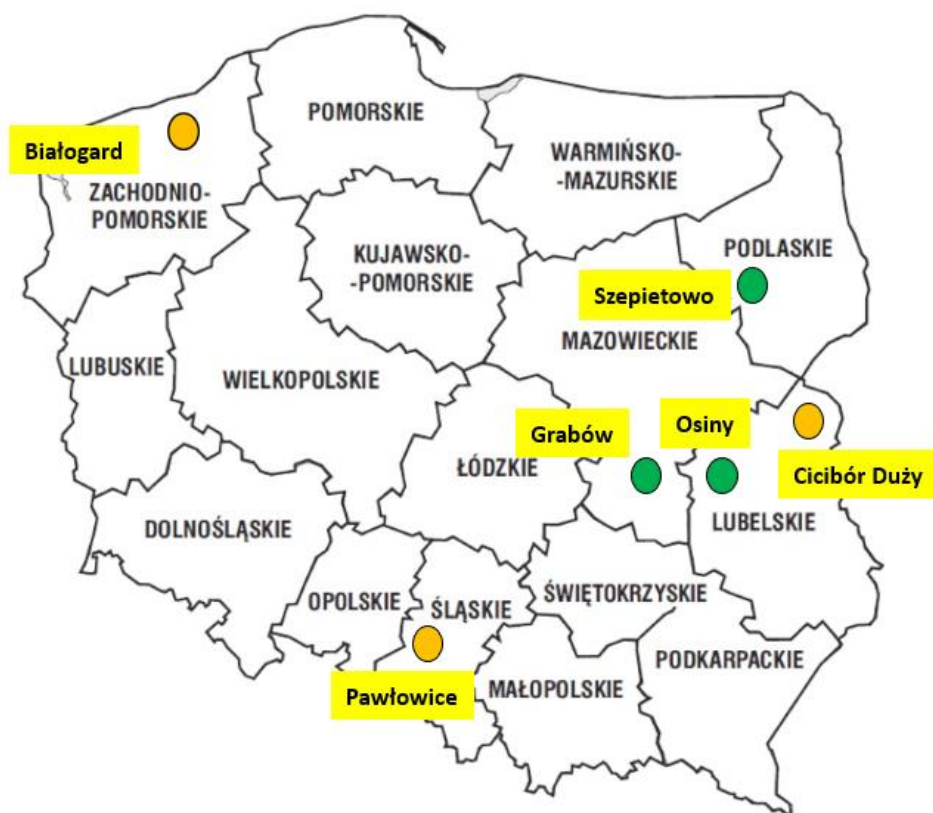 POMORSKIE
Białogard
WARMIŃSKO-
-MAZURSKIE
ZACHODNIO-
POMORSKIE
KUJAWSKO-
-POMORSKIE
PODLASKIE
Szepietowo
MAZOWIECKIE
LUBUSKIE
WIELKOPOLSKIE
Grabów
Osiny
ŁÓDZKIE
Cicibór Duży
DOLNOŚLĄSKIE
LUBELSKIE
OPOLSKIE
ŚLĄSKIE
ŚWIĘTOKRZYSKIE
PODKARPACKIE
Pawłowice
MAŁOPOLSKIE